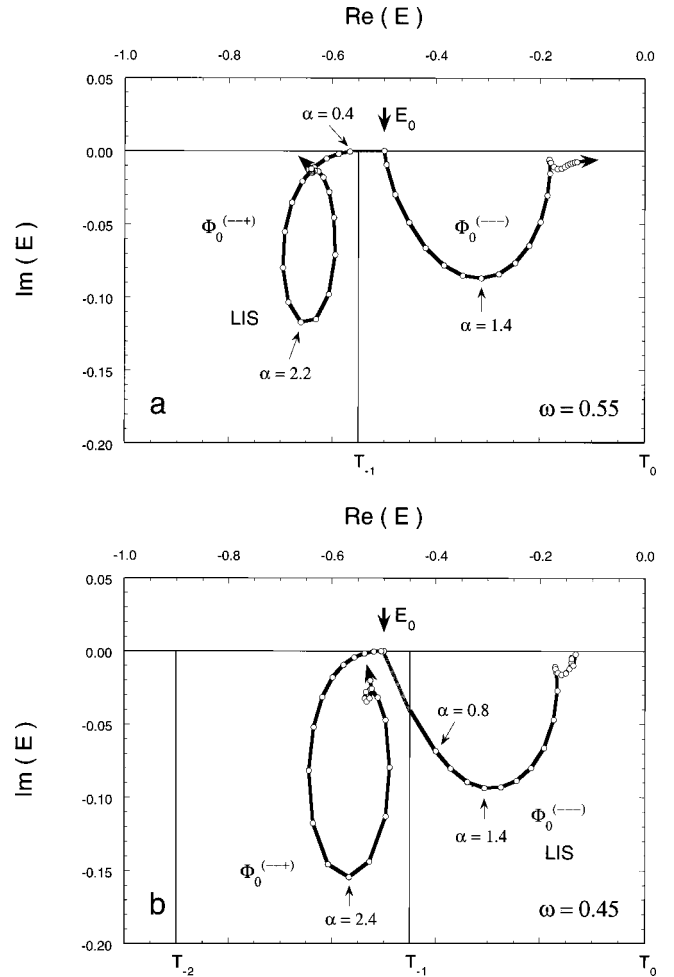 Re ( E )
-1.0 -0.8 -0.6 -0.4 -0.2 0.0
0.05
α = 0.4
E0
0.00
-0.05
Φ0(--+)
Φ0(---)
Im ( E )
-0.10
LIS
α = 1.4
α = 2.2
-0.15
a
ω = 0.55
-0.20
T-1 T0
Re ( E )
-1.0 -0.8 -0.6 -0.4 -0.2 0.0
0.05
E0
0.00
α = 0.8
-0.05
Im ( E )
-0.10
α = 1.4
Φ0(---)
LIS
Φ0(--+)
-0.15
α = 2.4
b
ω = 0.45
-0.20
T-2 T-1 T0